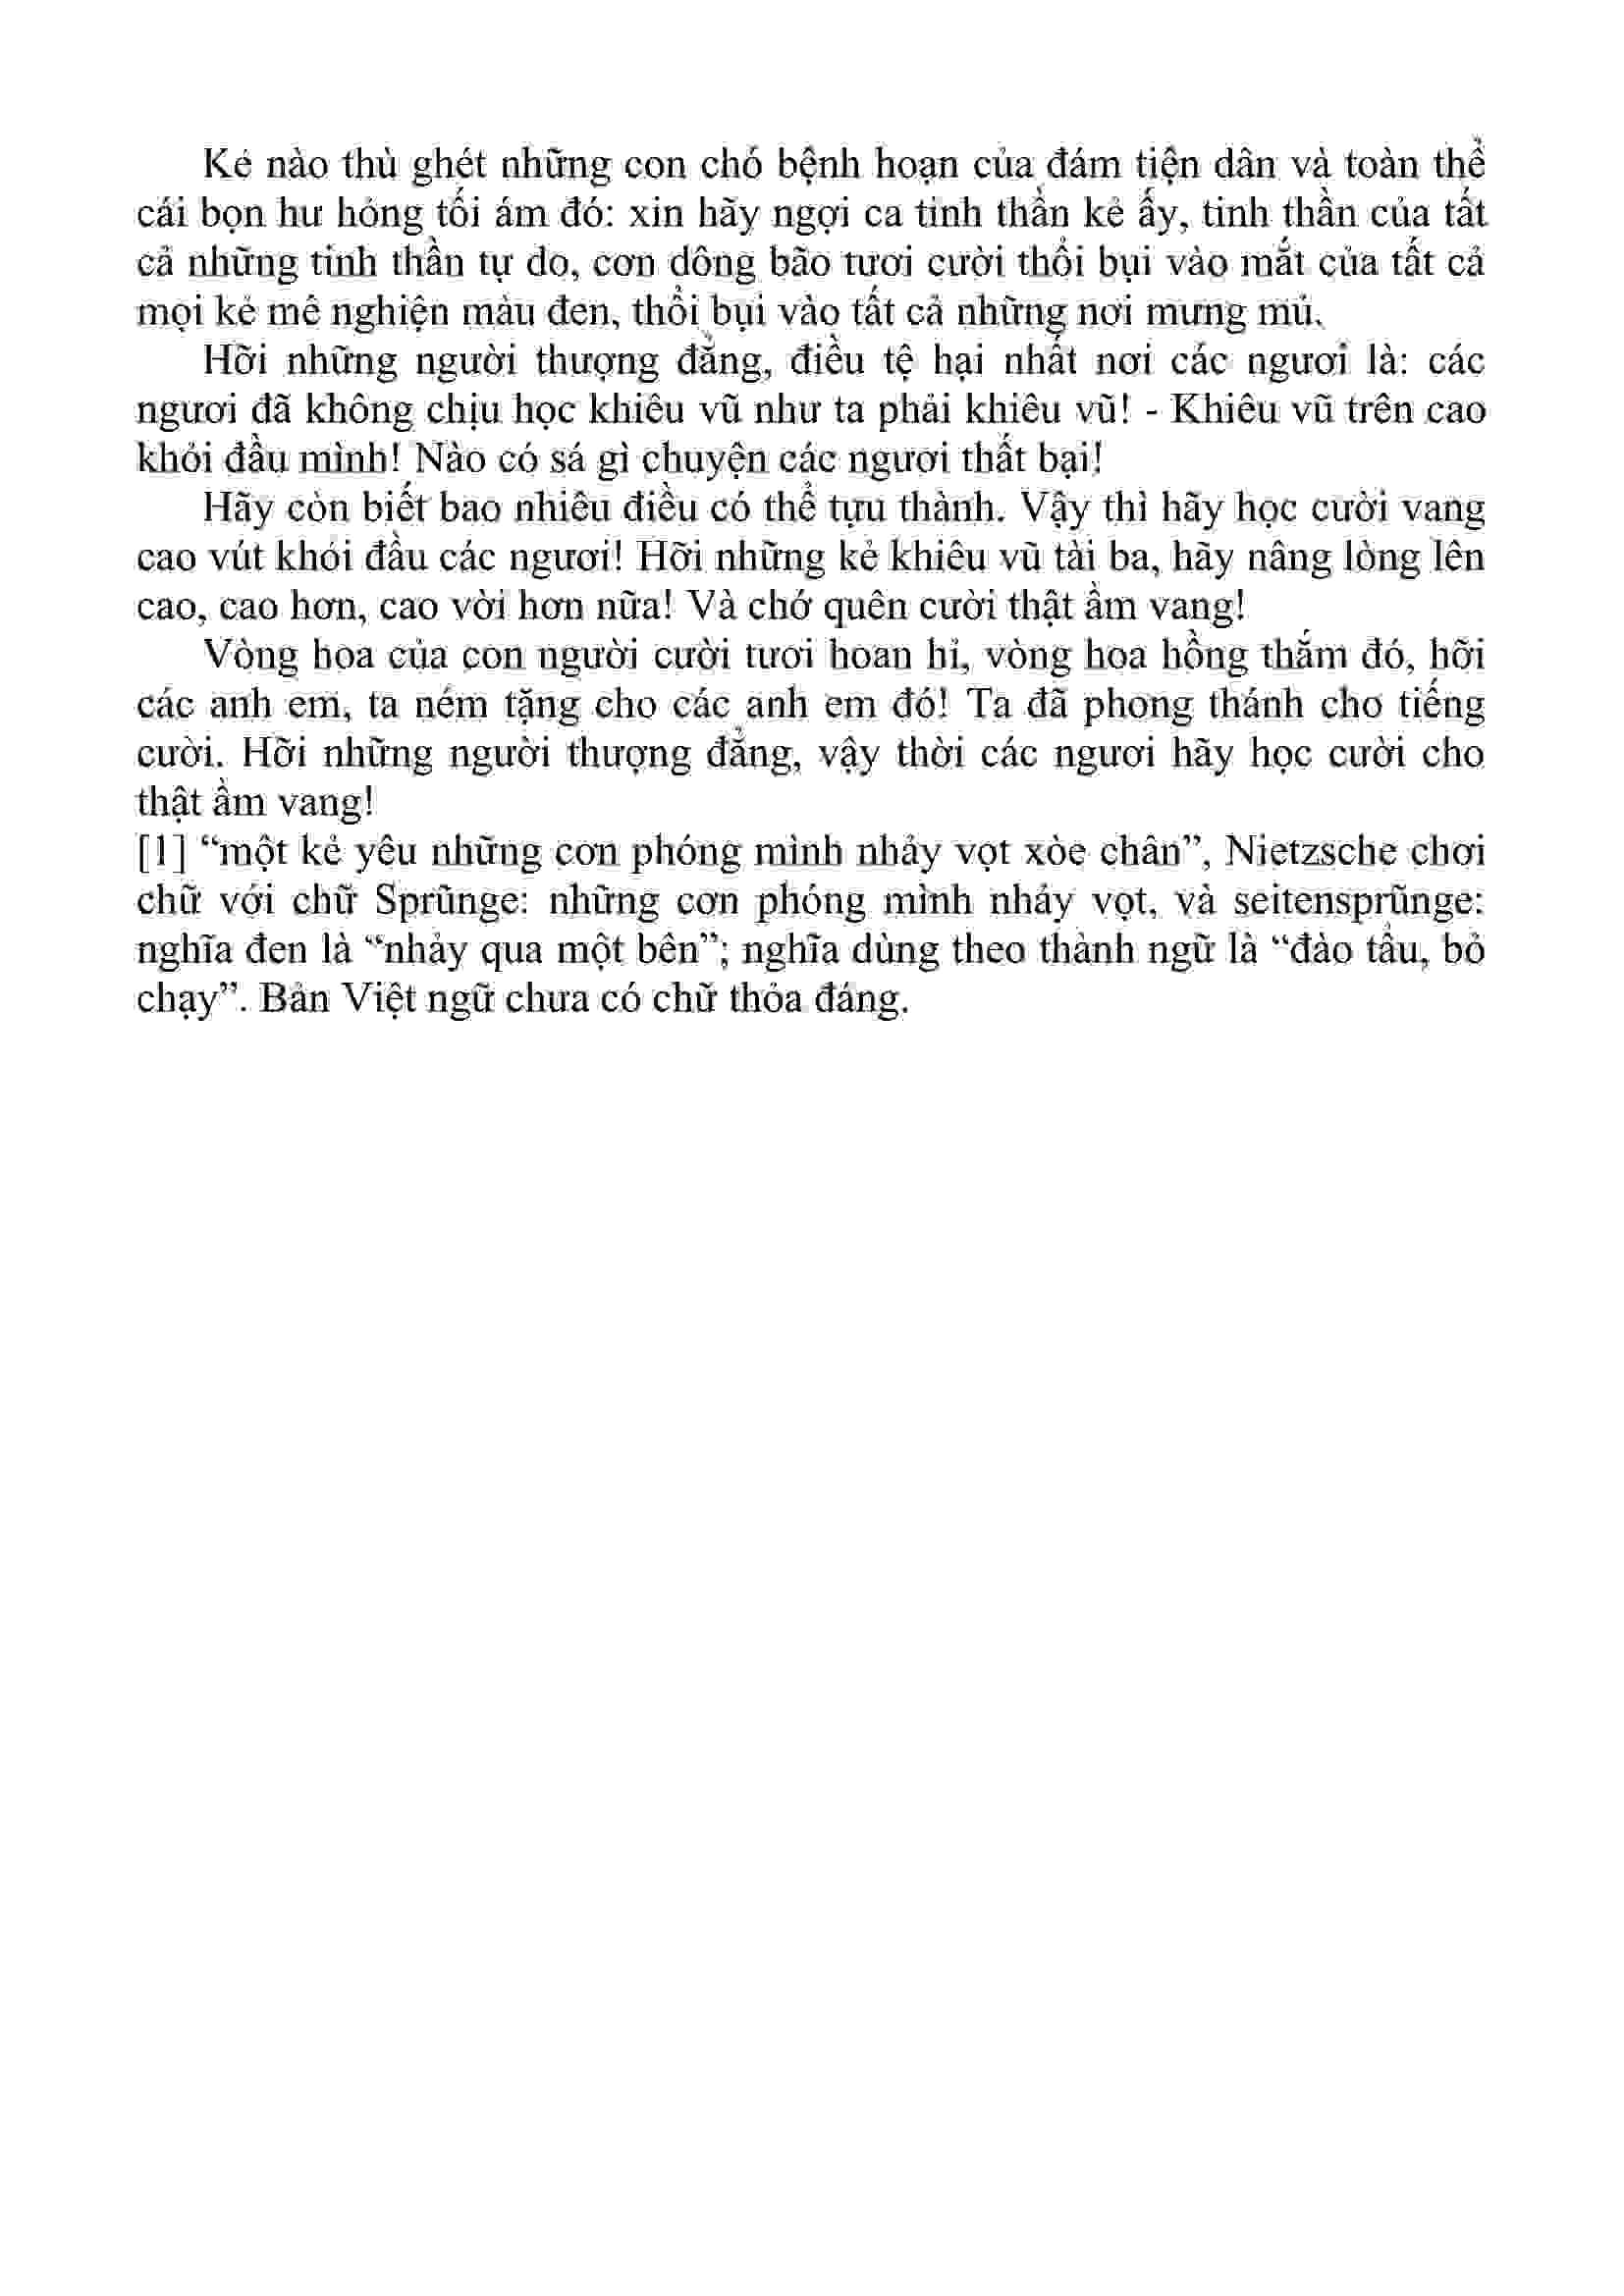 Kẻ nào thù ghét những con chó bệnh hoạn của đám tiện dân và toàn thể
cái bọn hư hỏng tối ám đó: xin hãy ngợi ca tinh thần kẻ ấy, tinh thần của tất
cả những tinh thần tự do, cơn dông bão tươi cười thổi bụi vào mắt của tất cả
mọi kẻ mê nghiện màu đen, thổi bụi vào tất cả những nơi mưng mủ.
Hỡi những người thượng đẳng, điều tệ hại nhất nơi các ngươi là: các
ngươi đã không chịu học khiêu vũ như ta phải khiêu vũ! - Khiêu vũ trên cao
khỏi đầu mình! Nào có sá gì chuyện các ngươi thất bại!
Hãy còn biết bao nhiêu điều có thể tựu thành. Vậy thì hãy học cười vang
cao vút khỏi đầu các ngươi! Hỡi những kẻ khiêu vũ tài ba, hãy nâng lòng lên
cao, cao hơn, cao vời hơn nữa! Và chớ quên cười thật ầm vang!
Vòng hoa của con người cười tươi hoan hỉ, vòng hoa hồng thắm đó, hỡi
các anh em, ta ném tặng cho các anh em đó! Ta đã phong thánh cho tiếng
cười. Hỡi những người thượng đẳng, vậy thời các ngươi hãy học cười cho
thật ầm vang!
[1] “một kẻ yêu những cơn phóng mình nhảy vọt xòe chân”, Nietzsche chơi
chữ với chữ Sprũnge: những cơn phóng mình nhảy vọt, và seitensprũnge:
nghĩa đen là “nhảy qua một bên”; nghĩa dùng theo thành ngữ là “đào tẩu, bỏ
chạy”. Bản Việt ngữ chưa có chữ thỏa đáng.